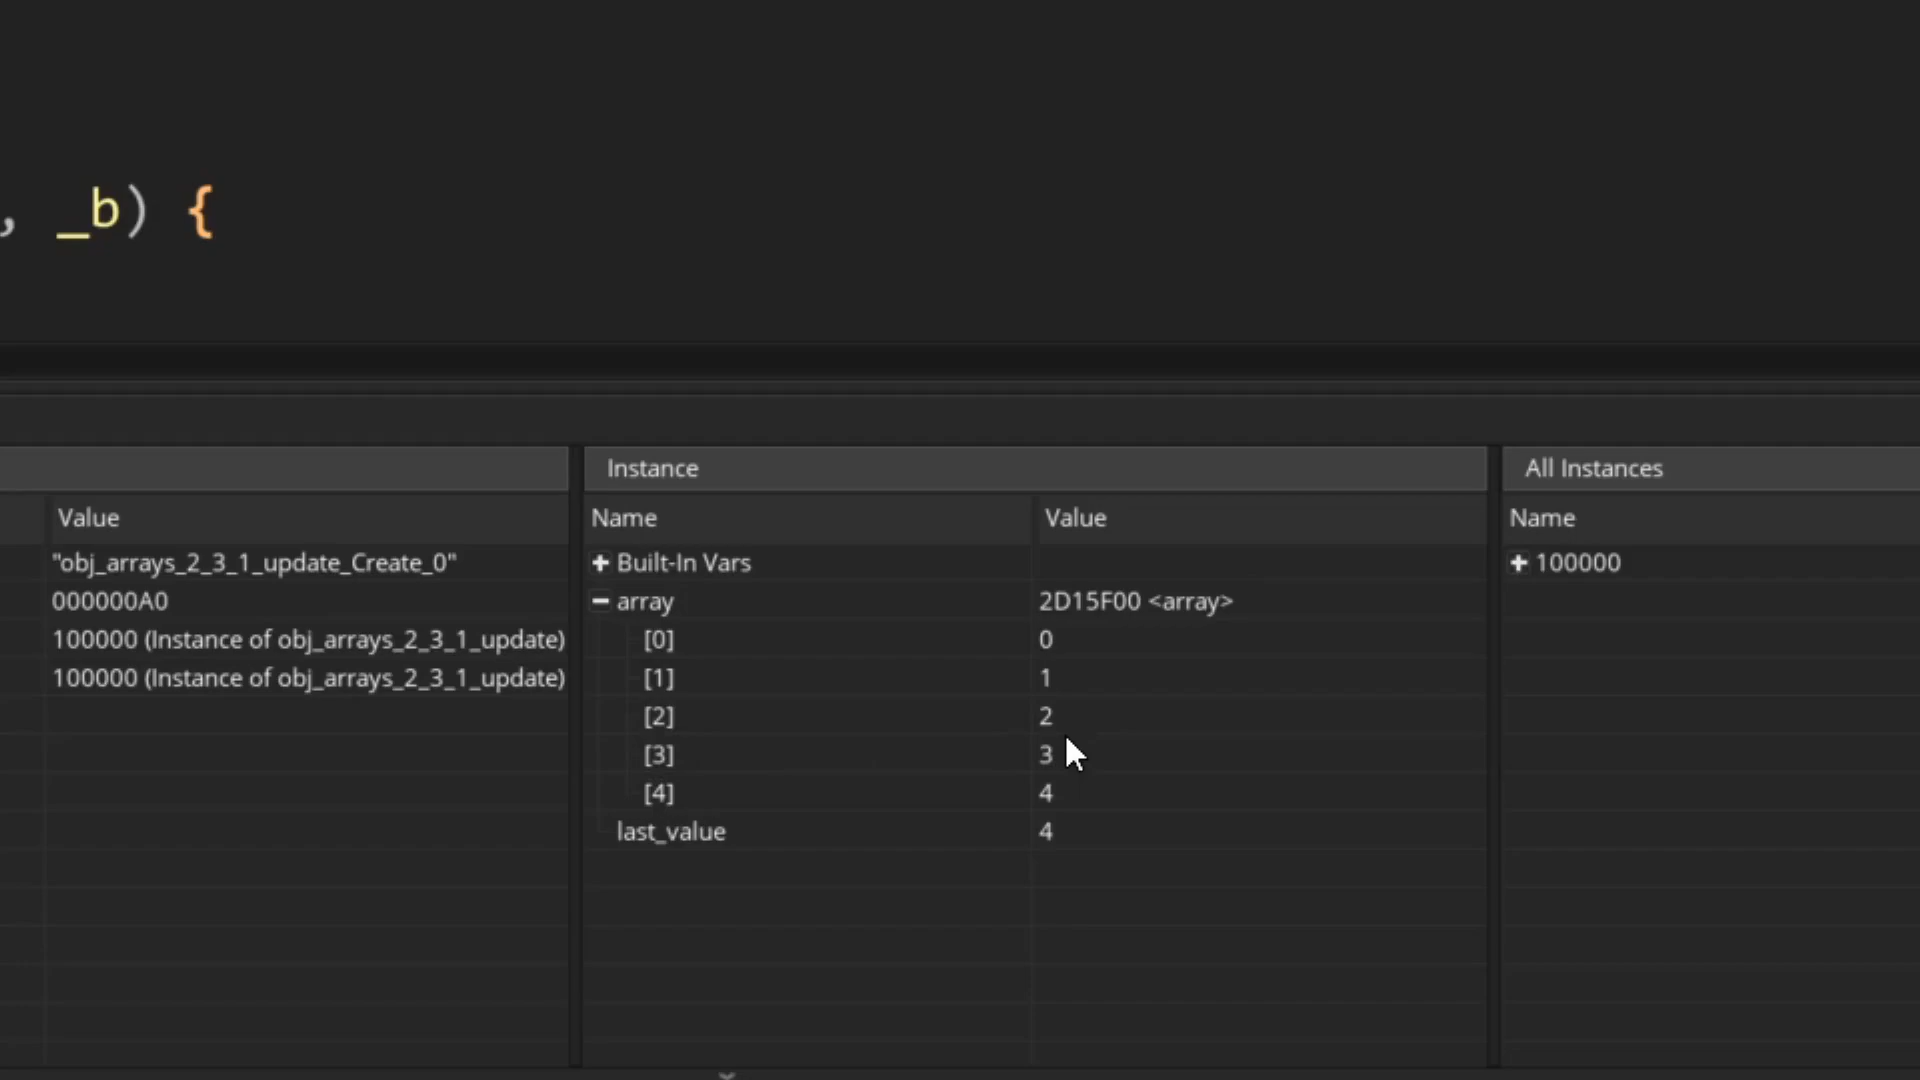 , _b) {
Instance
All Instances
Value
Name
Value
Name
"obj_arrays_2_3_1_update_Create_0"
Built-In Vars
100000
000000A0
array
2D15F00 <array>
100000 (Instance of obj_arrays_2_3_1_update)
[0]
0
100000 (Instance of obj_arrays_2_3_1_update)
[1]
1
[2]
2
[3]
3
[4]
4
last_value
4